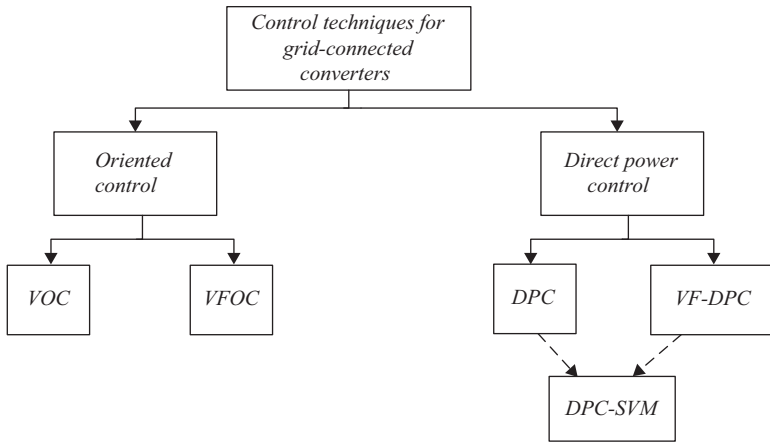 Control techniques for
grid-connected
converters
Oriented
control
Direct power
control
VOC
VFOC
DPC
VF-DPC
DPC-SVM